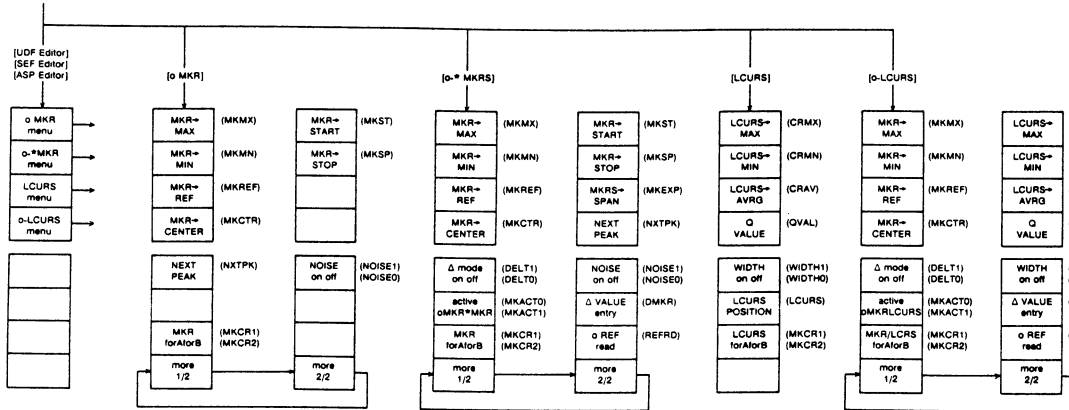 [UDF Editor]
[SEF Editor]
[ASP Editor]
[o MKR]
[o-* MKRS]
[LCURS]
[o-LCURS]
o MKR
menu
o-*MKR
menu
LCURS
menu
o-LCURS
menu
MKR→
MAX
(MKMX)
MKR→
MIN
(MKMN)
MKR→
REF
(MKREF)
MKR→
CENTER
(MKCTR)
NEXT
PEAK
(NXTPK)
MKR
forAforB
(MKCR1)
(MKCR2)
more
1/2
MKR→
START
(MKST)
MKR→
STOP
(MKSP)
NOISE
on off
(NOISE1)
(NOISE0)
more
2/2
MKR→
MAX
(MKMX)
MKR→
MIN
(MKMN)
MKR→
REF
(MKREF)
MKR→
CENTER
(MKCTR)
Δ mode
on off
(DELT1)
(DELT0)
active
oMKR*MKR
(MKACT0)
(MKACT1)
MKR
forAforB
(MKCR1)
(MKCR2)
more
1/2
MKR→
START
(MKST)
MKR→
STOP
(MKSP)
MKRS→
SPAN
(MKEXP)
NEXT
PEAK
(NXTPK)
NOISE
on off
(NOISE1)
(NOISE0)
Δ VALUE
entry
(DMKR)
o REF
read
(REFRD)
more
2/2
LCURS→
MAX
(CRMX)
LCURS→
MIN
(CRMN)
LCURS→
AVRG
(CRAV)
Q
VALUE
(QVAL)
WIDTH
on off
(WIDTH1)
(WIDTH0)
LCURS
POSITION
(LCURS)
LCURS
forAforB
(MKCR1)
(MKCR2)
MKR→
MAX
(MKMX)
MKR→
MIN
(MKMN)
MKR→
REF
(MKREF)
MKR→
CENTER
(MKCTR)
Δ mode
on off
(DELT1)
(DELT0)
active
oMKRLCURS
(MKACT0)
(MKACT1)
MKR/LCRS
forAforB
(MKCR1)
(MKCR2)
more
1/2
LCURS→
MAX
LCURS→
MIN
LCURS→
AVRG
Q
VALUE
WIDTH
on off
Δ VALUE
entry
o REF
read
more
2/2